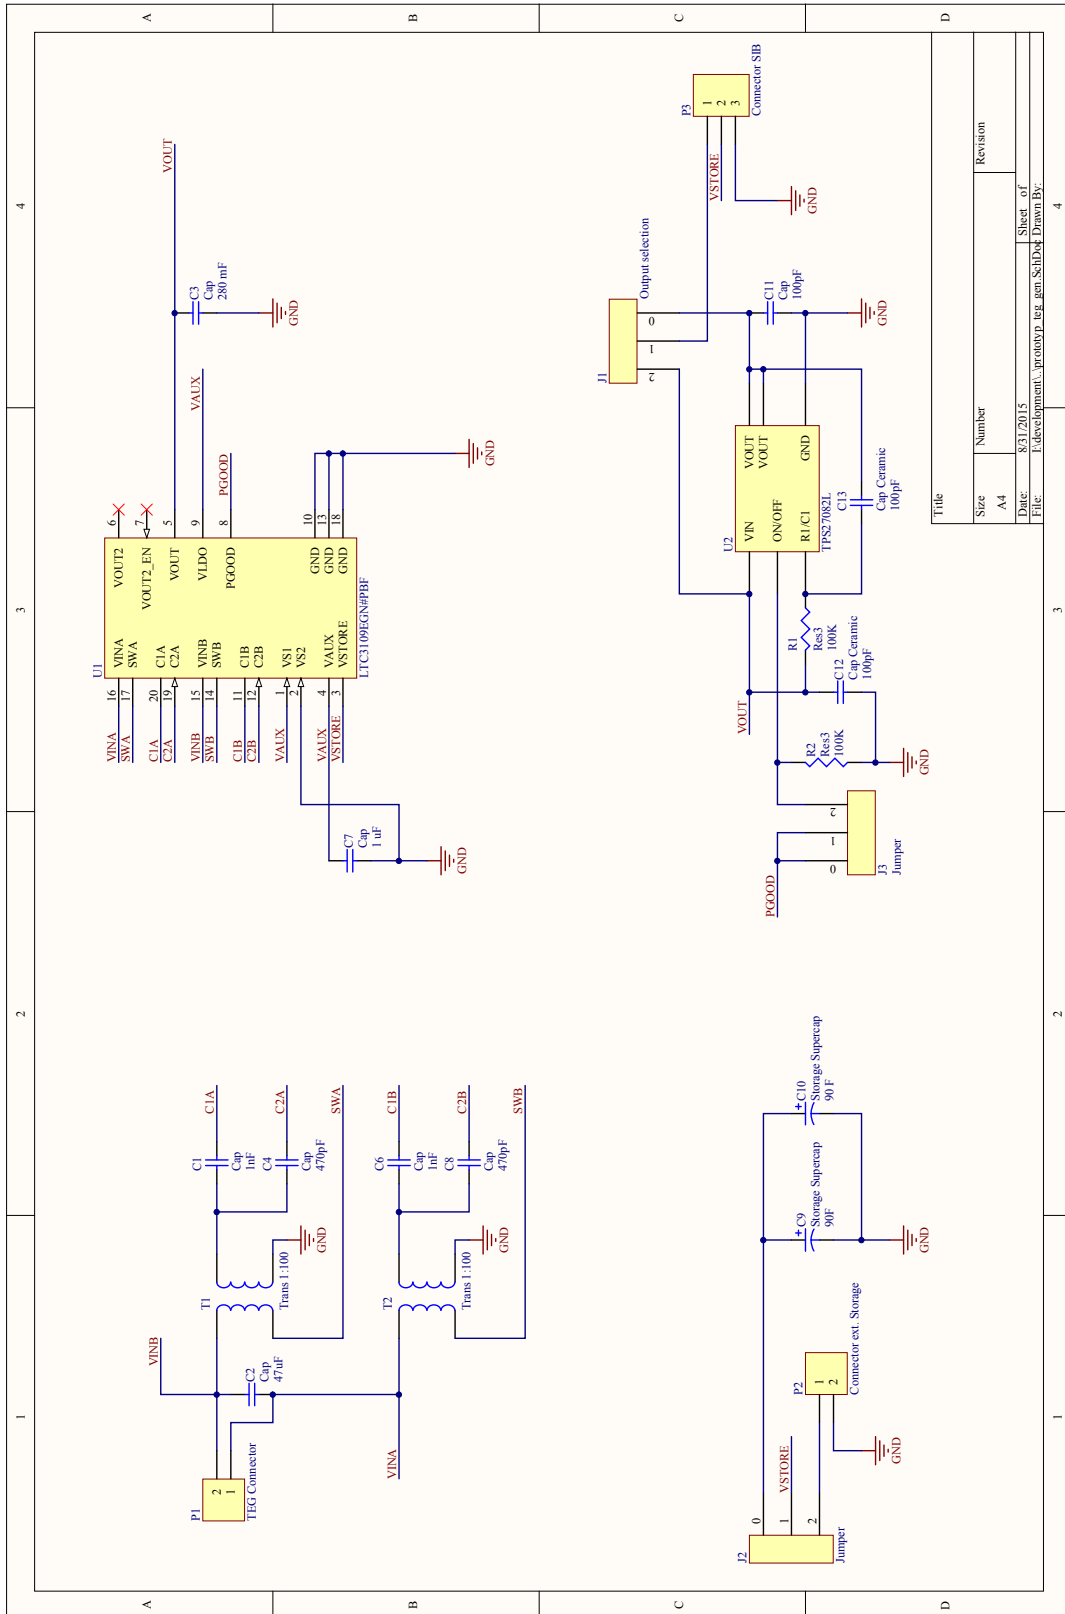 1
2
3
4
A
B
C
D
P1
2
1
TEG Connector
VINB
C2
Cap
47uF
VINA
T1
Trans 1:100
GND
C1
Cap
1nF
C4
Cap
470pF
C1A
C2A
SWA
T2
Trans 1:100
GND
C6
Cap
1nF
C8
Cap
470pF
C1B
C2B
SWB
C7
Cap
1 uF
GND
VINA
SWA
C1A
C2A
VINB
SWB
C1B
C2B
VAUX
VAUX
VSTORE
16
17
20
19
15
14
11
12
1
2
4
3
U1
VINA
SWA
C1A
C2A
VINB
SWB
C1B
C2B
VS1
VS2
VAUX
VSTORE
VOUT2
VOUT2_EN
VOUT
VLDO
PGOOD
GND
GND
GND
LTC3109EGN#PBF
6
7
5
9
8
10
13
18
VAUX
PGOOD
GND
VOUT
C3
Cap
280 mF
GND
J2
0
1
2
Jumper
VSTORE
P2
1
2
Connector ext. Storage
GND
C9
Storage Supercap
90F
C10
Storage Supercap
90 F
GND
PGOOD
0
1
2
J3
Jumper
VOUT
R2
Res3
100K
GND
C12
Cap Ceramic
100pF
R1
Res3
100K
U2
VIN
ON/OFF
R1/C1
VOUT
VOUT
GND
TPS27082L
C13
Cap Ceramic
100pF
J1
2
1
0
Output selection
C11
Cap
100pF
GND
P3
1
2
3
Connector SIB
VSTORE
GND
Title
Size
A4
Number
Revision
Date:
8/31/2015
Sheet of
File:
I:\development\..\prototyp_teg_gen.SchDoc
Drawn By:
1
2
3
4
A
B
C
D